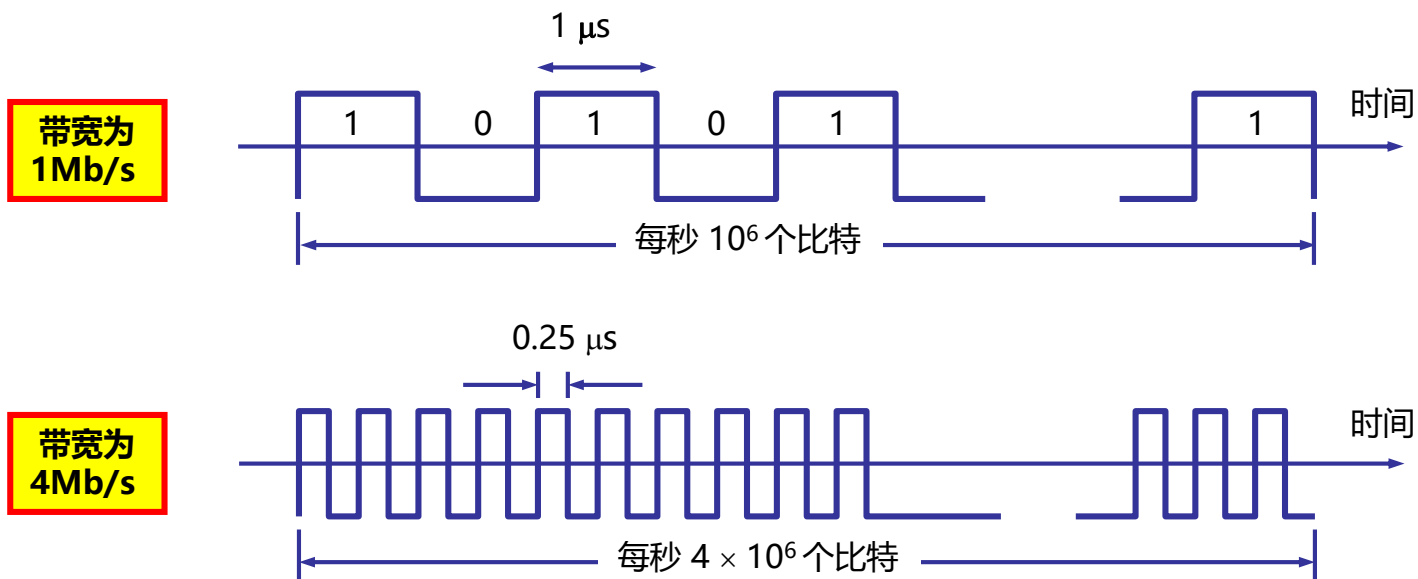 1 μs
带宽为
1Mb/s
1 0 1 0 1 1
时间
每秒 10⁶ 个比特
0.25 μs
带宽为
4Mb/s
时间
每秒 4 × 10⁶ 个比特